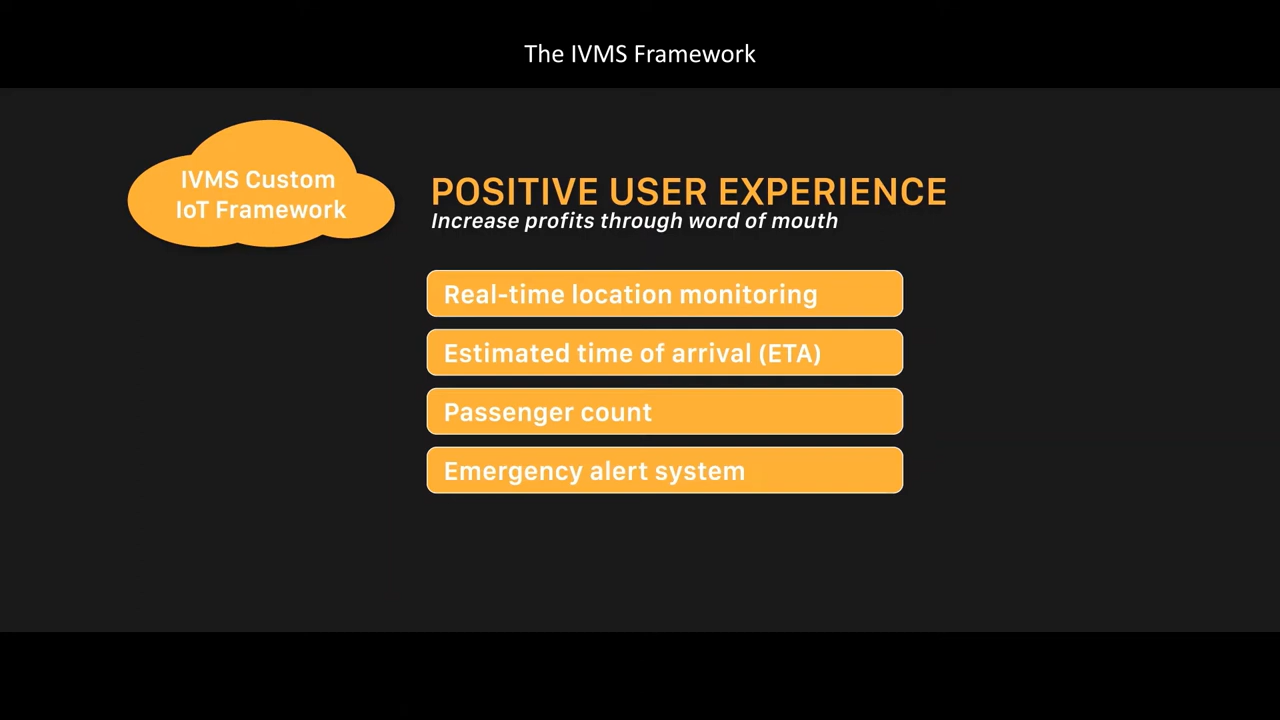 The IVMS Framework
IVMS Custom
IoT Framework
POSITIVE USER EXPERIENCE
Increase profits through word of mouth
Real-time location monitoring
Estimated time of arrival (ETA)
Passenger count
Emergency alert system